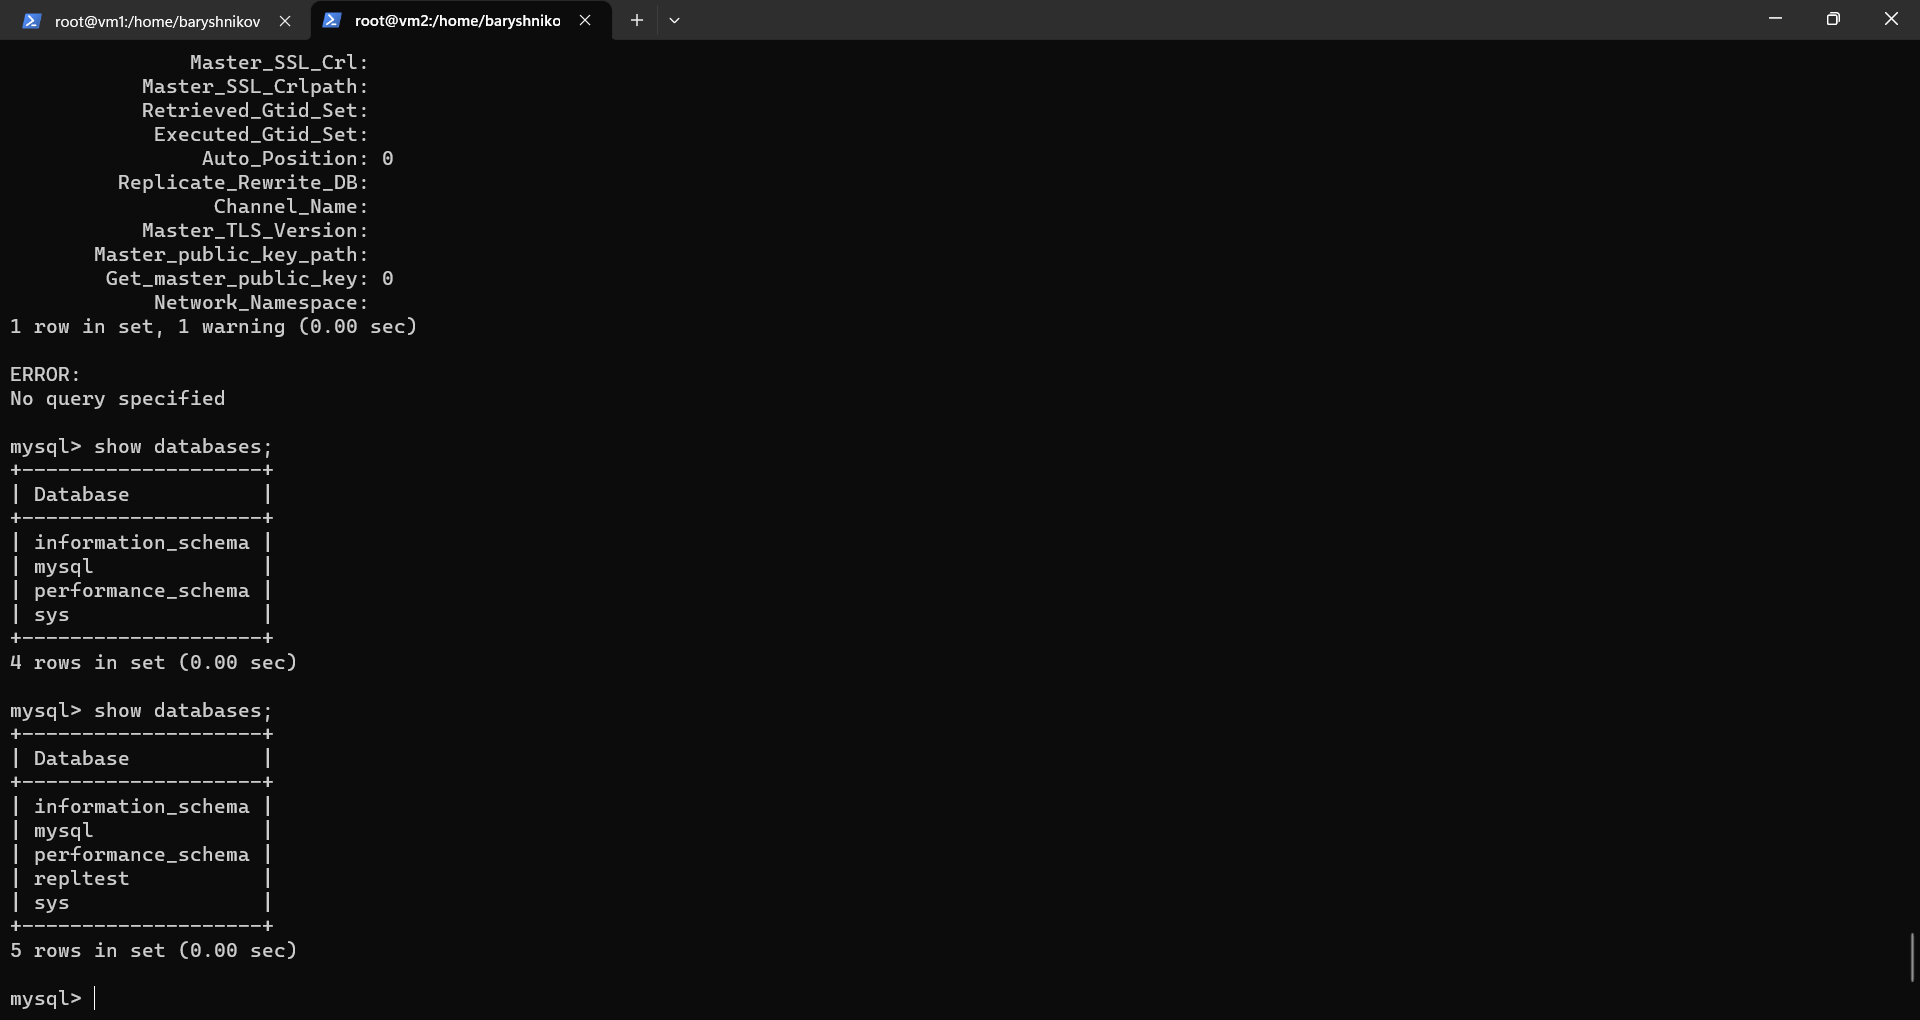 root@vm1:/home/baryshnikov
root@vm2:/home/baryshniko
Master_SSL_Crl:
Master_SSL_Crlpath:
Retrieved_Gtid_Set:
Executed_Gtid_Set:
Auto_Position: 0
Replicate_Rewrite_DB:
Channel_Name:
Master_TLS_Version:
Master_public_key_path:
Get_master_public_key: 0
Network_Namespace:
1 row in set, 1 warning (0.00 sec)
ERROR:
No query specified
mysql> show databases;
+--------------------+
| Database           |
+--------------------+
| information_schema |
| mysql              |
| performance_schema |
| sys                |
+--------------------+
4 rows in set (0.00 sec)
mysql> show databases;
+--------------------+
| Database           |
+--------------------+
| information_schema |
| mysql              |
| performance_schema |
| repltest           |
| sys                |
+--------------------+
5 rows in set (0.00 sec)
mysql>